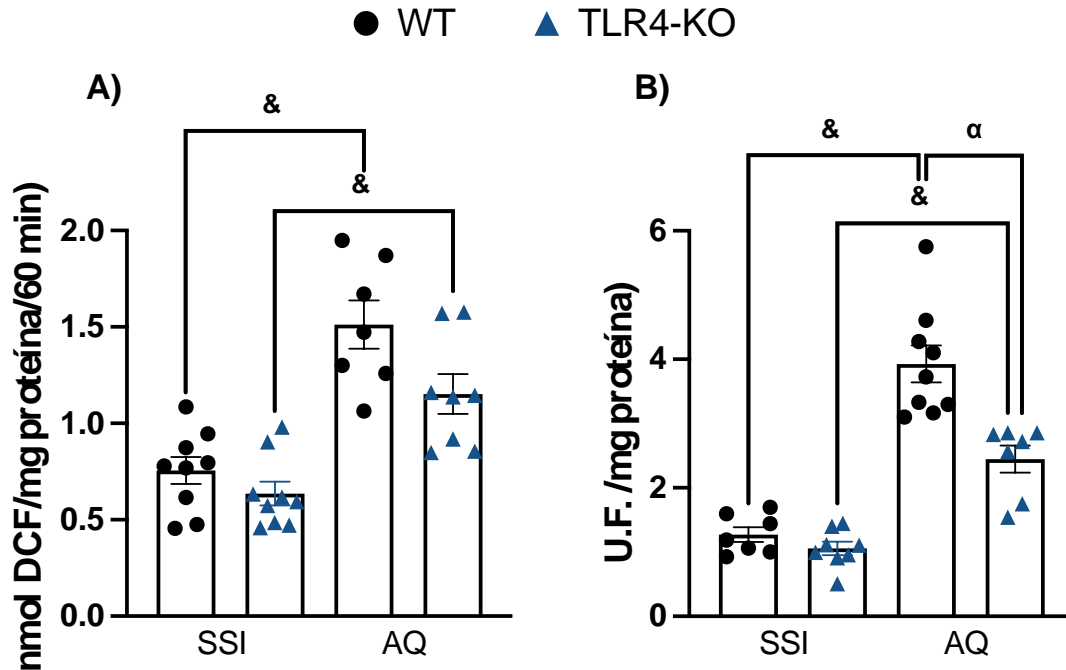 WT TLR4-KO
A)
&
&
nmol DCF/mg proteína/60 min)
2.0
1.5
1.0
0.5
0.0
SSI AQ
B)
& α
&
U.F. /mg proteína)
6
4
2
0
SSI AQ